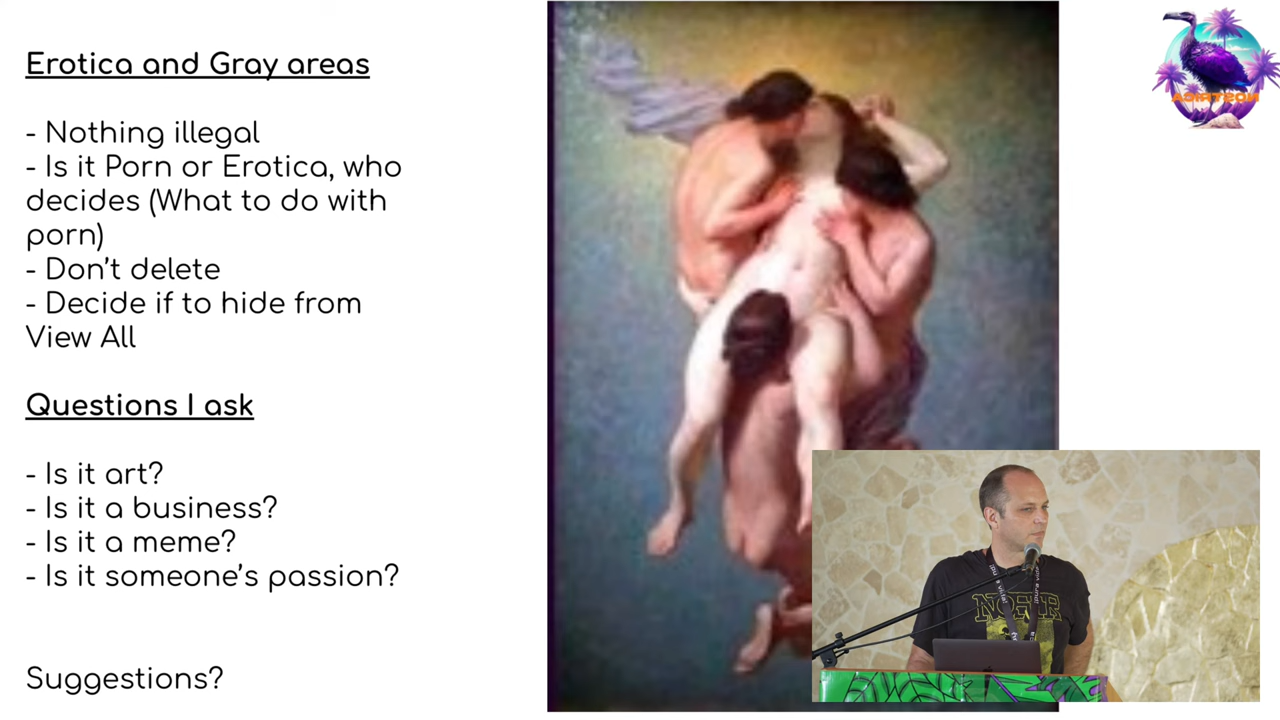 Erotica and Gray areas
- Nothing illegal
- Is it Porn or Erotica, who
decides (What to do with
porn)
- Don't delete
- Decide if to hide from
View All
Questions I ask
- Is it art?
- Is it a business?
- Is it a meme?
- Is it someone's passion?
Suggestions?